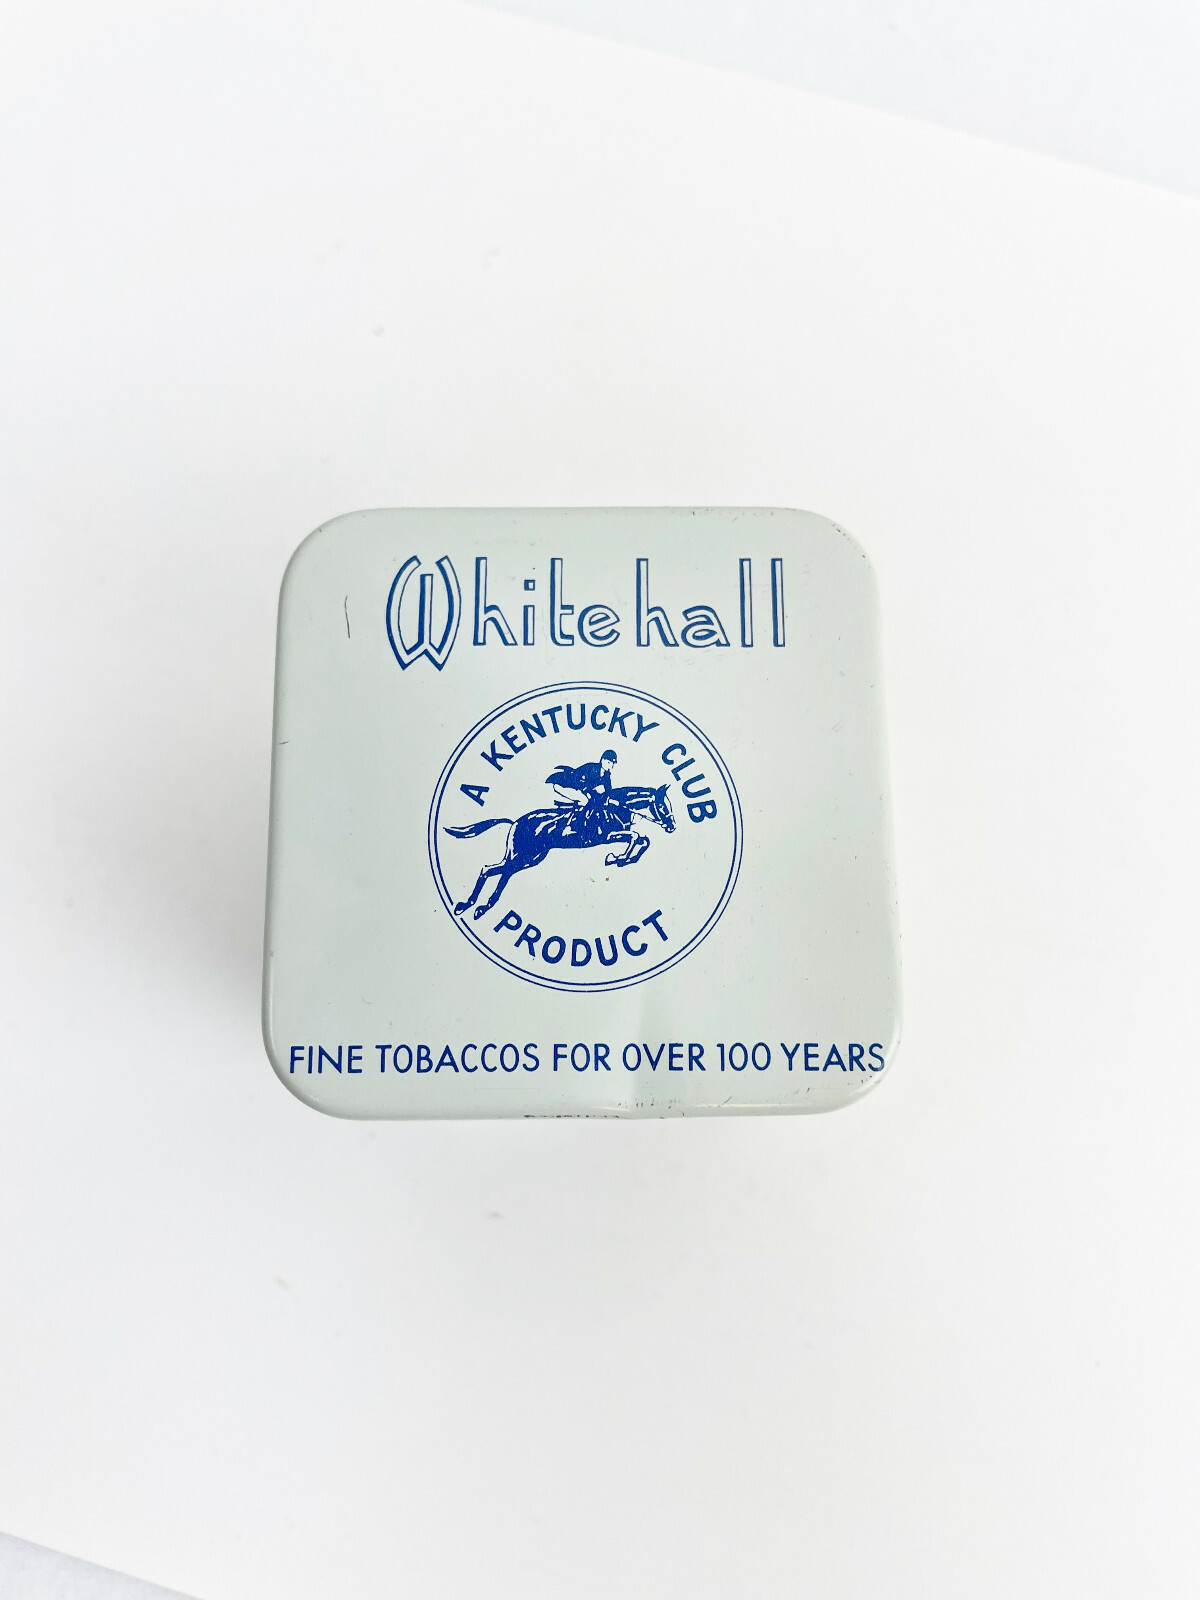 Whitehall
A KENTUCKY CLUB
PRODUCT
FINE TOBACCOS FOR OVER 100 YEARS